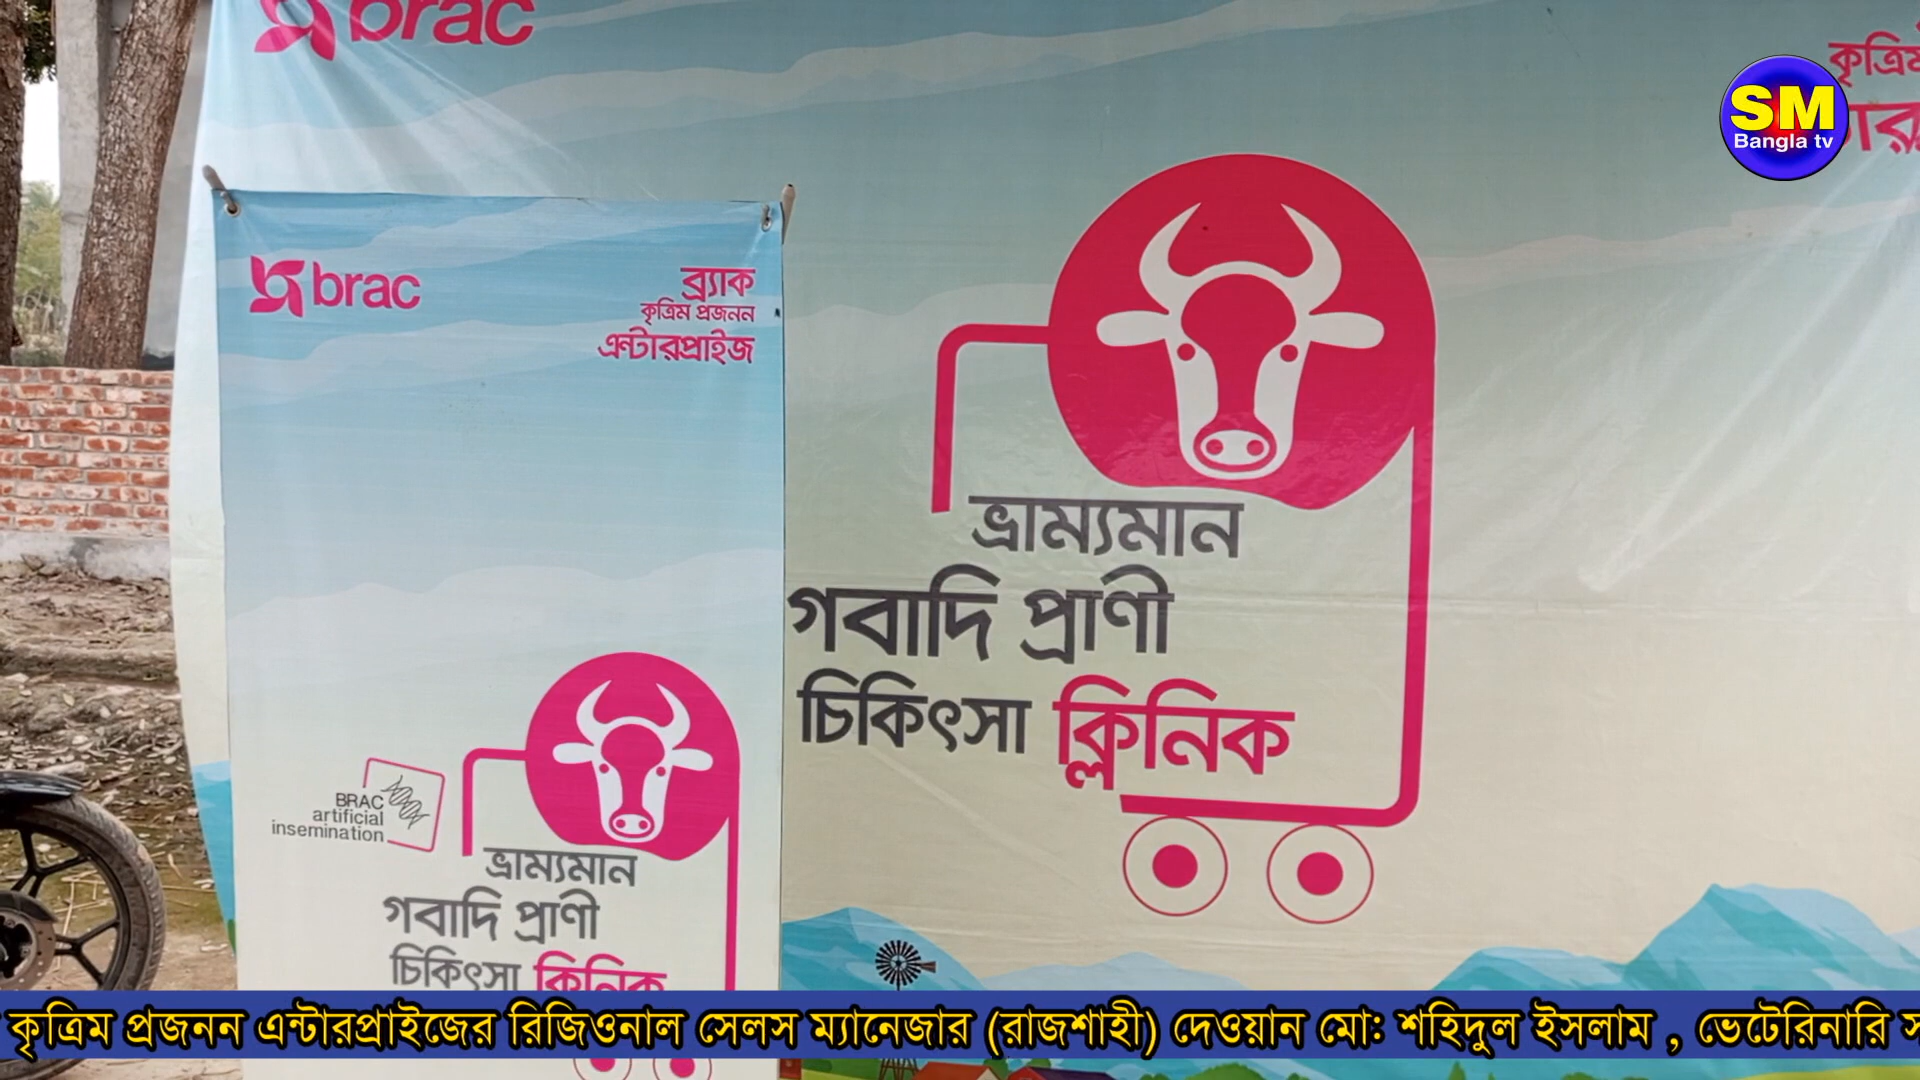 brac
কৃত্রিম
SM
Bangla tv
brac
ব্র্যাক
কৃত্রিম প্রজনন
এন্টারপ্রাইজ
ভ্রাম্যমান
গবাদি প্রাণী
চিকিৎসা ক্লিনিক
BRAC
artificial
insemination
ভ্রাম্যমান
গবাদি প্রাণী
চিকিৎসা ক্লিনিক
কৃত্রিম প্রজনন এন্টারপ্রাইজের রিজিওনাল সেলস ম্যানেজার (রাজশাহী) দেওয়ান মোঃ শহিদুল ইসলাম , ভেটেরিনারি